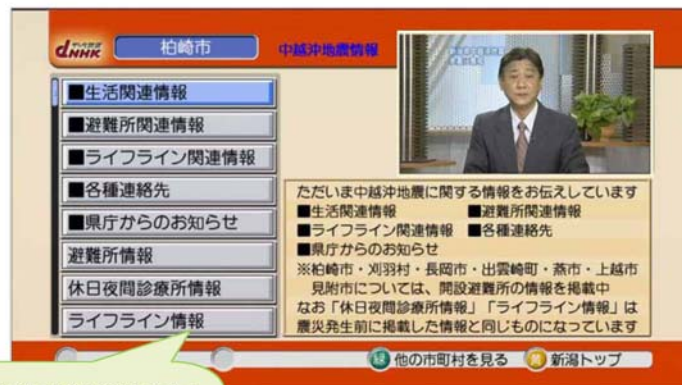 dNHK
柏崎市
中越沖地震情報
■生活関連情報
■避難所関連情報
■ライフライン関連情報
■各種連絡先
■県庁からのお知らせ
避難所情報
休日夜間診療所情報
ライフライン情報
ただいま中越沖地震に関する情報をお伝えしています
■生活関連情報 ■避難所関連情報
■ライフライン関連情報 ■各種連絡先
■県庁からのお知らせ
※柏崎市・刈羽村・長岡市・出雲崎町・燕市・上越市
見附市については、開設避難所の情報を掲載中
なお「休日夜間診療所情報」「ライフライン情報」は
震災発生前に掲載した情報と同じものになっています
緑 他の市町村を見る 黄 新潟トップ